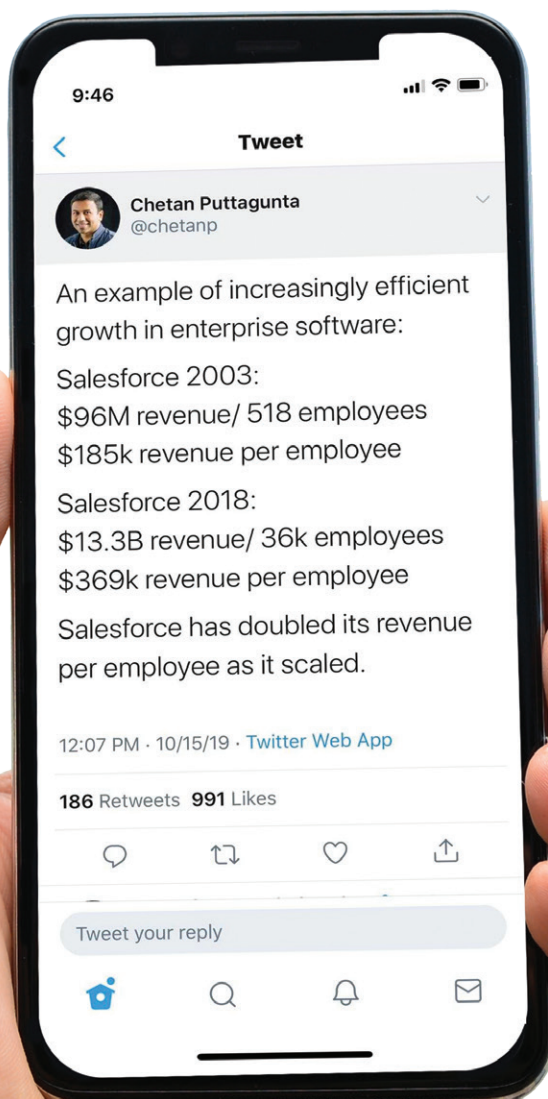 9:46
Tweet
Chetan Puttagunta
@chetanp
An example of increasingly efficient
growth in enterprise software:
Salesforce 2003:
$96M revenue/ 518 employees
$185k revenue per employee
Salesforce 2018:
$13.3B revenue/ 36k employees
$369k revenue per employee
Salesforce has doubled its revenue
per employee as it scaled.
12:07 PM · 10/15/19 · Twitter Web App
186 Retweets 991 Likes
Tweet your reply